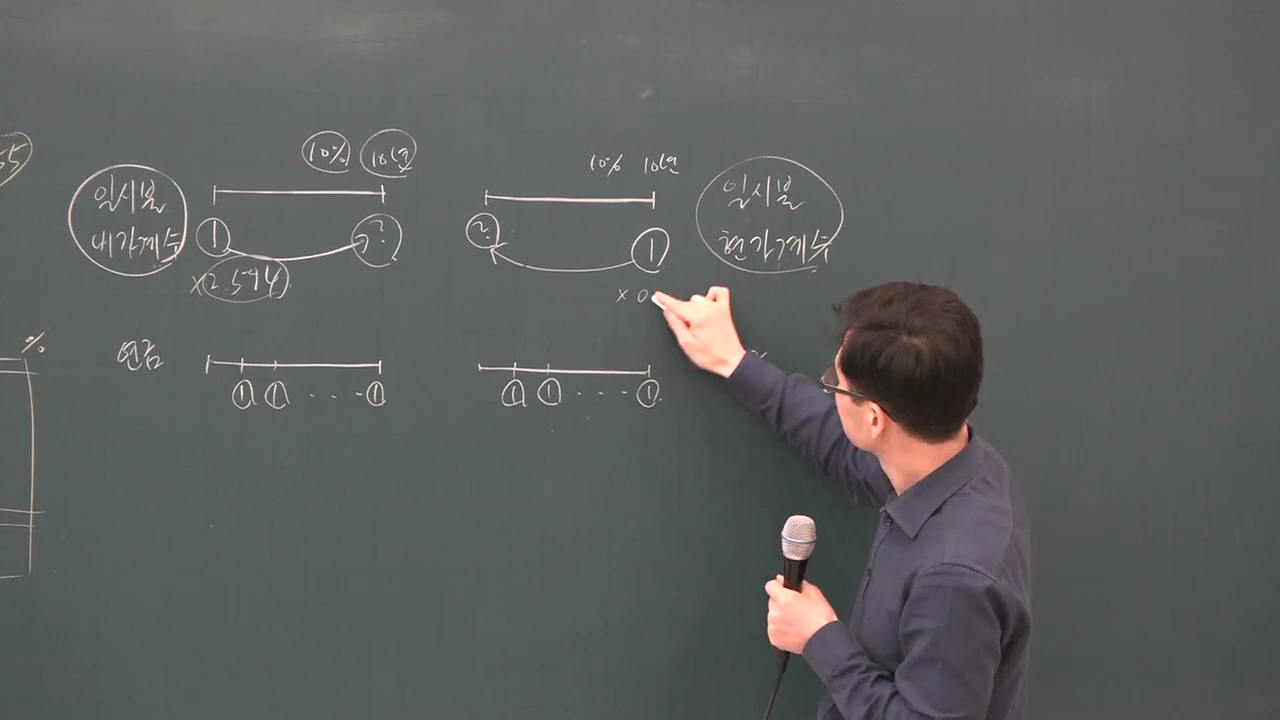 55
일시불
내가계수
10% 10년
① ?
×2.594
10% 10년
? ①
일시불
현가계수
× 0
%
연금
① ① · · · ①
① ① · · · ①